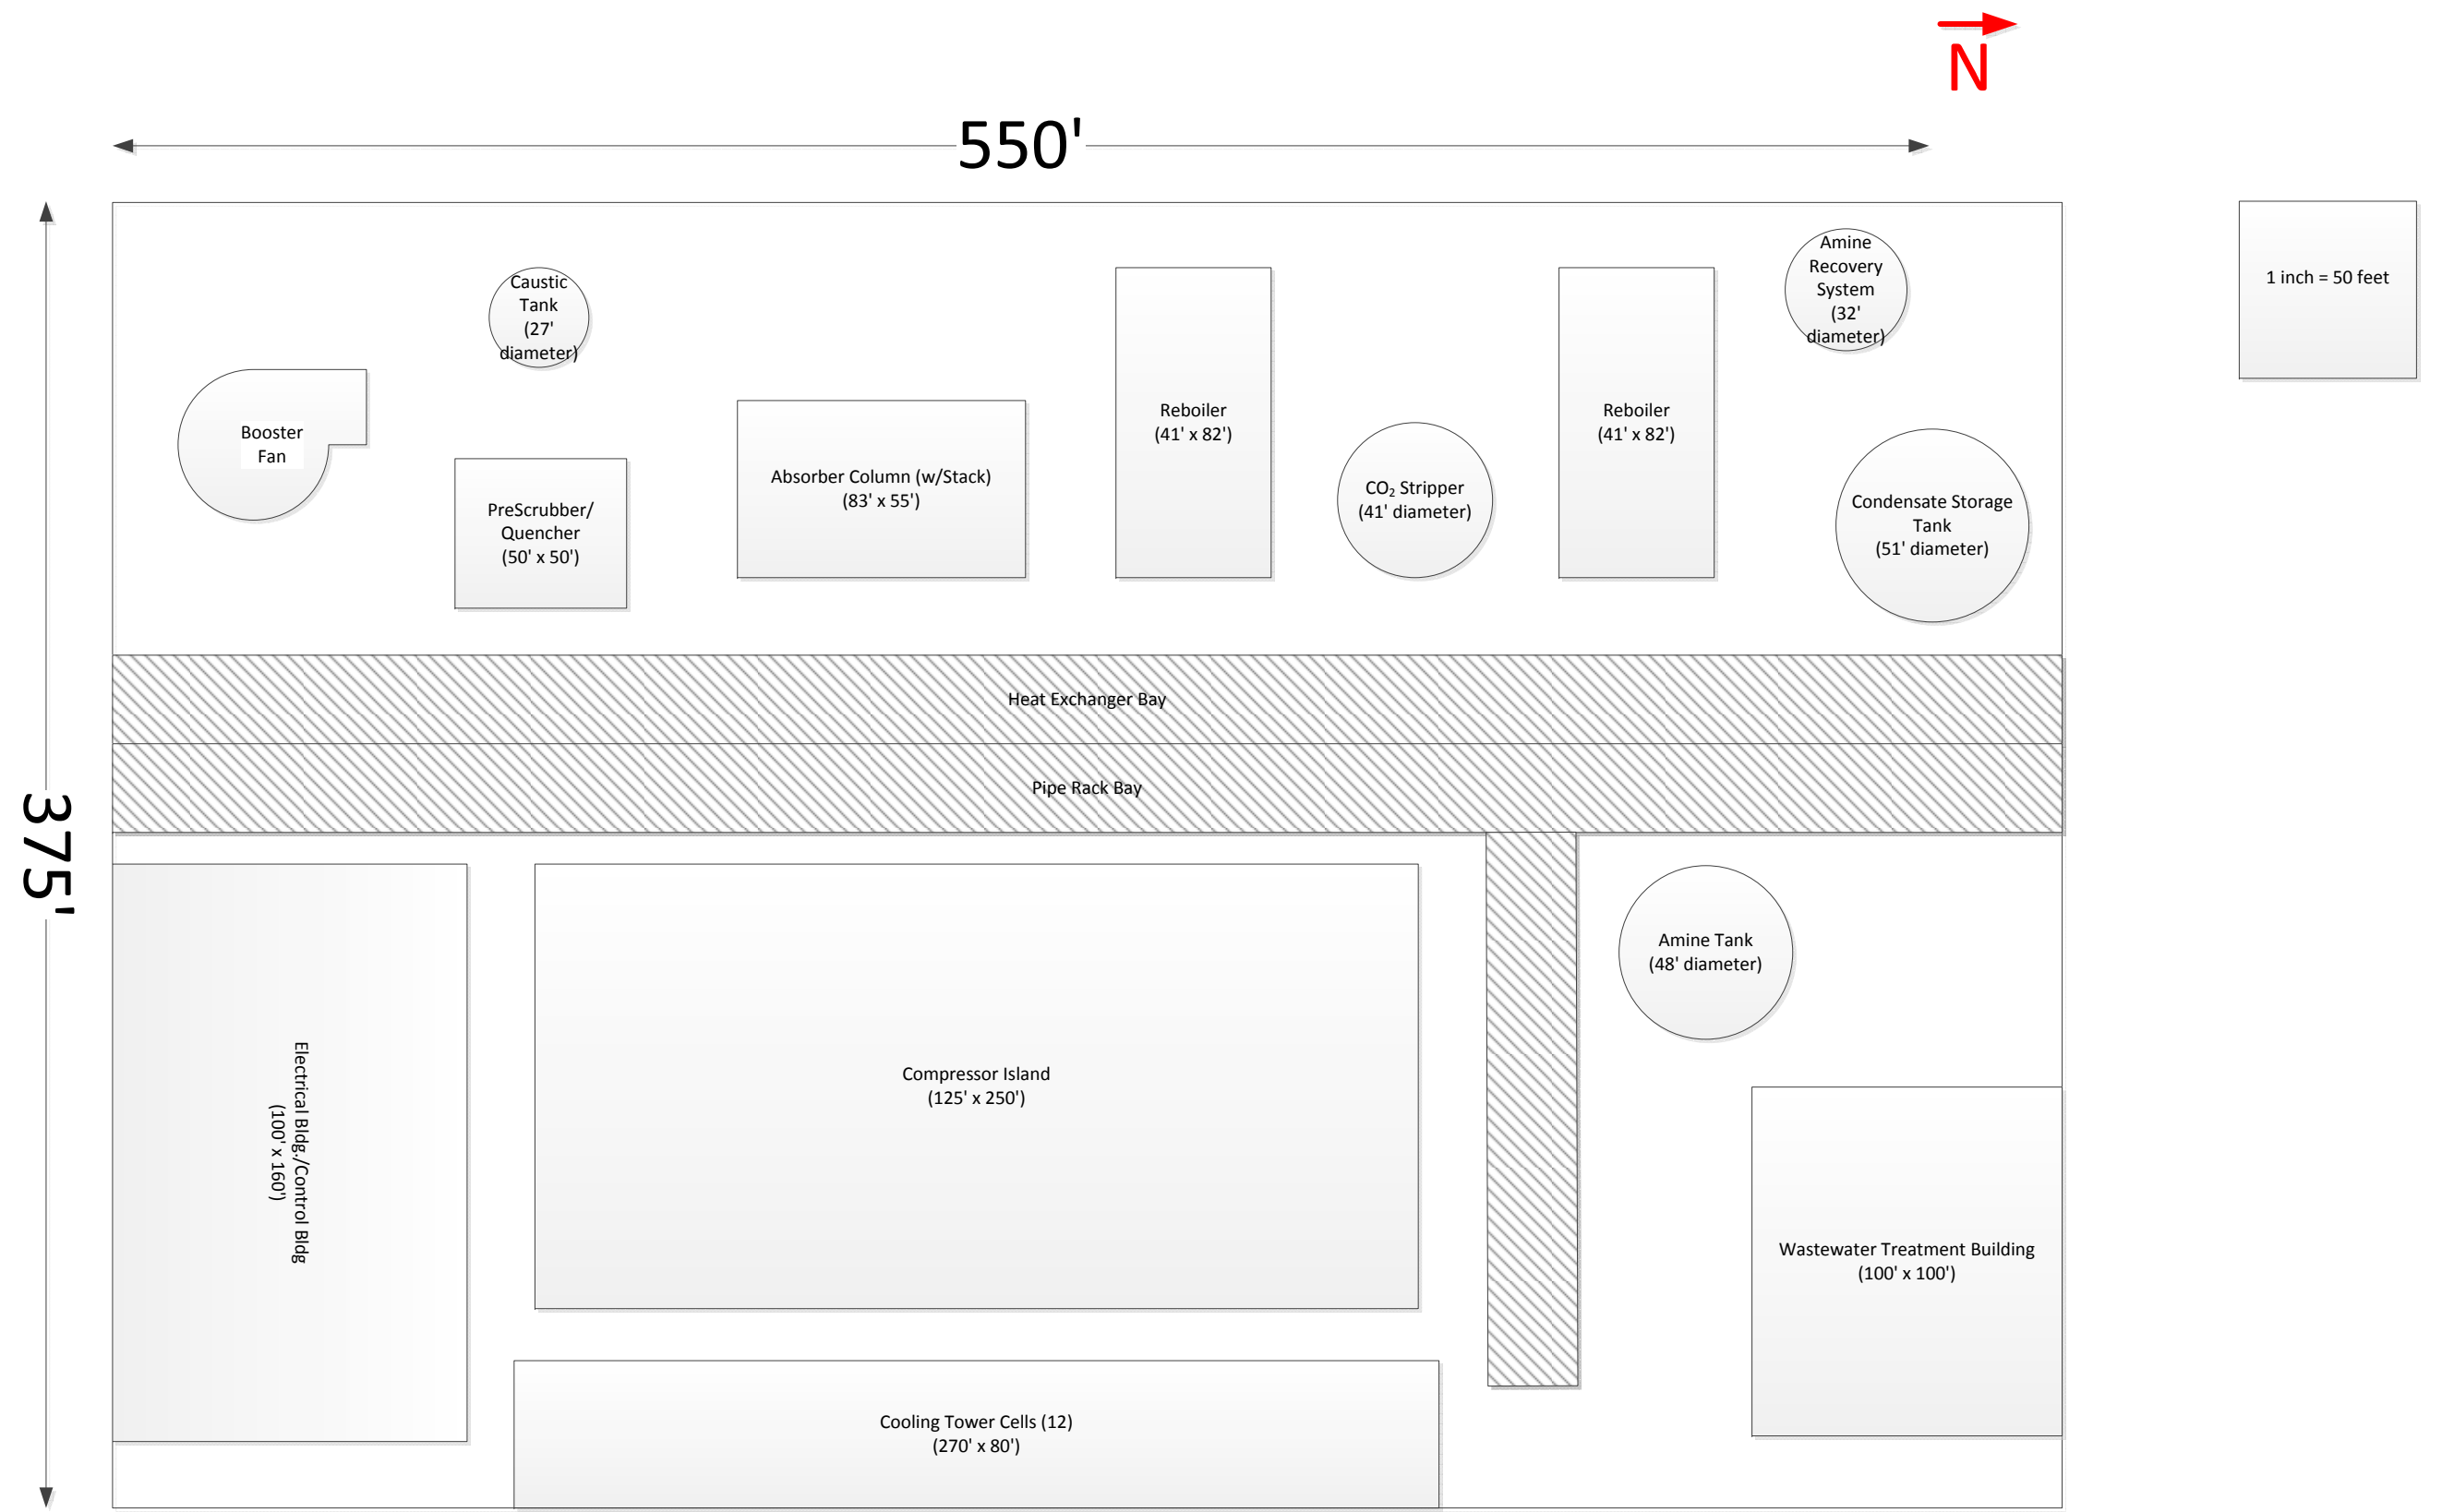 N
550'
Caustic
Tank
(27'
diameter)
Amine
Recovery
System
(32'
diameter)
1 inch = 50 feet
Booster
Fan
Reboiler
(41' x 82')
Reboiler
(41' x 82')
Absorber Column (w/Stack)
(83' x 55')
CO₂ Stripper
(41' diameter)
Condensate Storage
Tank
(51' diameter)
PreScrubber/
Quencher
(50' x 50')
Heat Exchanger Bay
Pipe Rack Bay
375'
Amine Tank
(48' diameter)
Electrical Bldg./Control Bldg
(100' x 160')
Compressor Island
(125' x 250')
Wastewater Treatment Building
(100' x 100')
Cooling Tower Cells (12)
(270' x 80')